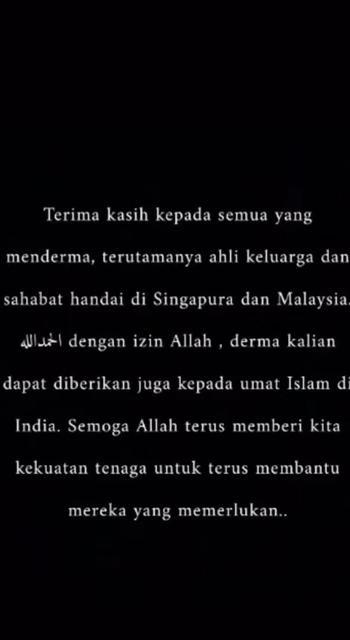 Terima kasih kepada semua yang
menderma, terutamanya ahli keluarga dan
sahabat handai di Singapura dan Malaysia.
الحمدالله dengan izin Allah , derma kalian
dapat diberikan juga kepada umat Islam di
India. Semoga Allah terus memberi kita
kekuatan tenaga untuk terus membantu
mereka yang memerlukan..